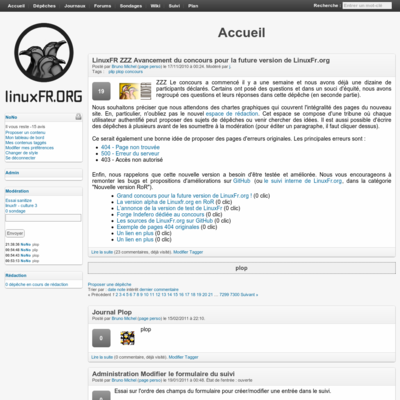 Accueil Dépêches Journaux Forums Sondages Wiki Suivi Plan Recherche
Accueil
linuxFR.ORG
NoNo
Il vous reste -15 avis
Proposer un contenu
Mon tableau de bord
Mes contenus taggés
Modifier mes préférences
Changer de style
Se déconnecter
Admin
Modération
linuxfr - culture 3
0 sondage
Envoyer
NoNo plop
NoNo plop
NoNo plop
NoNo plop
Rédaction
0 dépêche en cours de rédaction
LinuxFR ZZZ Avancement du concours pour la future version de LinuxFr.org
Posté par Bruno Michel (page perso) le 17/11/2010 à 00:24. Modéré par j.
Tags : plip plop concours
19
ZZZ Le concours a commencé il y a une semaine et nous avons déjà une dizaine de participants déclarés. Certains ont posé des questions et dans un souci d'équité, nous avons regroupé ces questions et leurs réponses dans cette dépêche (en seconde partie).
Nous souhaitons préciser que nous attendons des chartes graphiques qui couvrent l'intégralité des pages du nouveau site. En, particulier, n'oubliez pas le nouvel espace de rédaction. Cet espace se compose d'une tribune où chaque utilisateur authentifié peut proposer des sujets de dépêches ou venir chercher des idées. Il est aussi possible d'écrire des dépêches à plusieurs avant de les soumettre à la modération (pour éditer un paragraphe, il faut cliquer dessus).
Ce serait également une bonne idée de proposer des pages d'erreurs originales. Les principales erreurs sont :
404 - Page non trouvée
500 - Erreur du serveur
403 - Accès non autorisé
Enfin, nous rappelons que cette nouvelle version a besoin d'être testée et améliorée. Nous vous encourageons à remonter les bugs et propositions d'améliorations sur GitHub (ou le suivi interne de LinuxFr.org, dans la catégorie "Nouvelle version RoR").
Grand concours pour la future version de LinuxFr.org ! (0 clic)
La version alpha de Linuxfr.org en RoR (0 clic)
L'annonce de la version de test de LinuxFr (0 clic)
Forge Indefero dédiée au concours (0 clic)
Les sources de LinuxFr.org sur GitHub (0 clic)
Exemple de pages 404 originales (0 clic)
Un lien en plus (0 clic)
Un lien en plus (0 clic)
Lire la suite (23 commentaires, déjà visité). Modifier Tagger
plop
Proposer une dépêche
Trier par : date note intérêt dernier commentaire
« Précédent 1 2 3 4 5 6 7 8 9 10 11 12 13 14 15 16 17 18 19 20 21 … 7299 7300 Suivant »
Journal Plop
Posté par Bruno Michel (page perso) le 15/02/2011 à 22:10.
0
plop
Lire la suite (0 commentaire, déjà visité). Modifier Tagger
Administration Modifier le formulaire du suivi
Posté par Bruno Michel (page perso) le 19/01/2011 à 00:49. État de l'entrée : ouverte
0
Essai sur l'ordre des champs du formulaire pour créer/modifier une entrée dans le suivi.